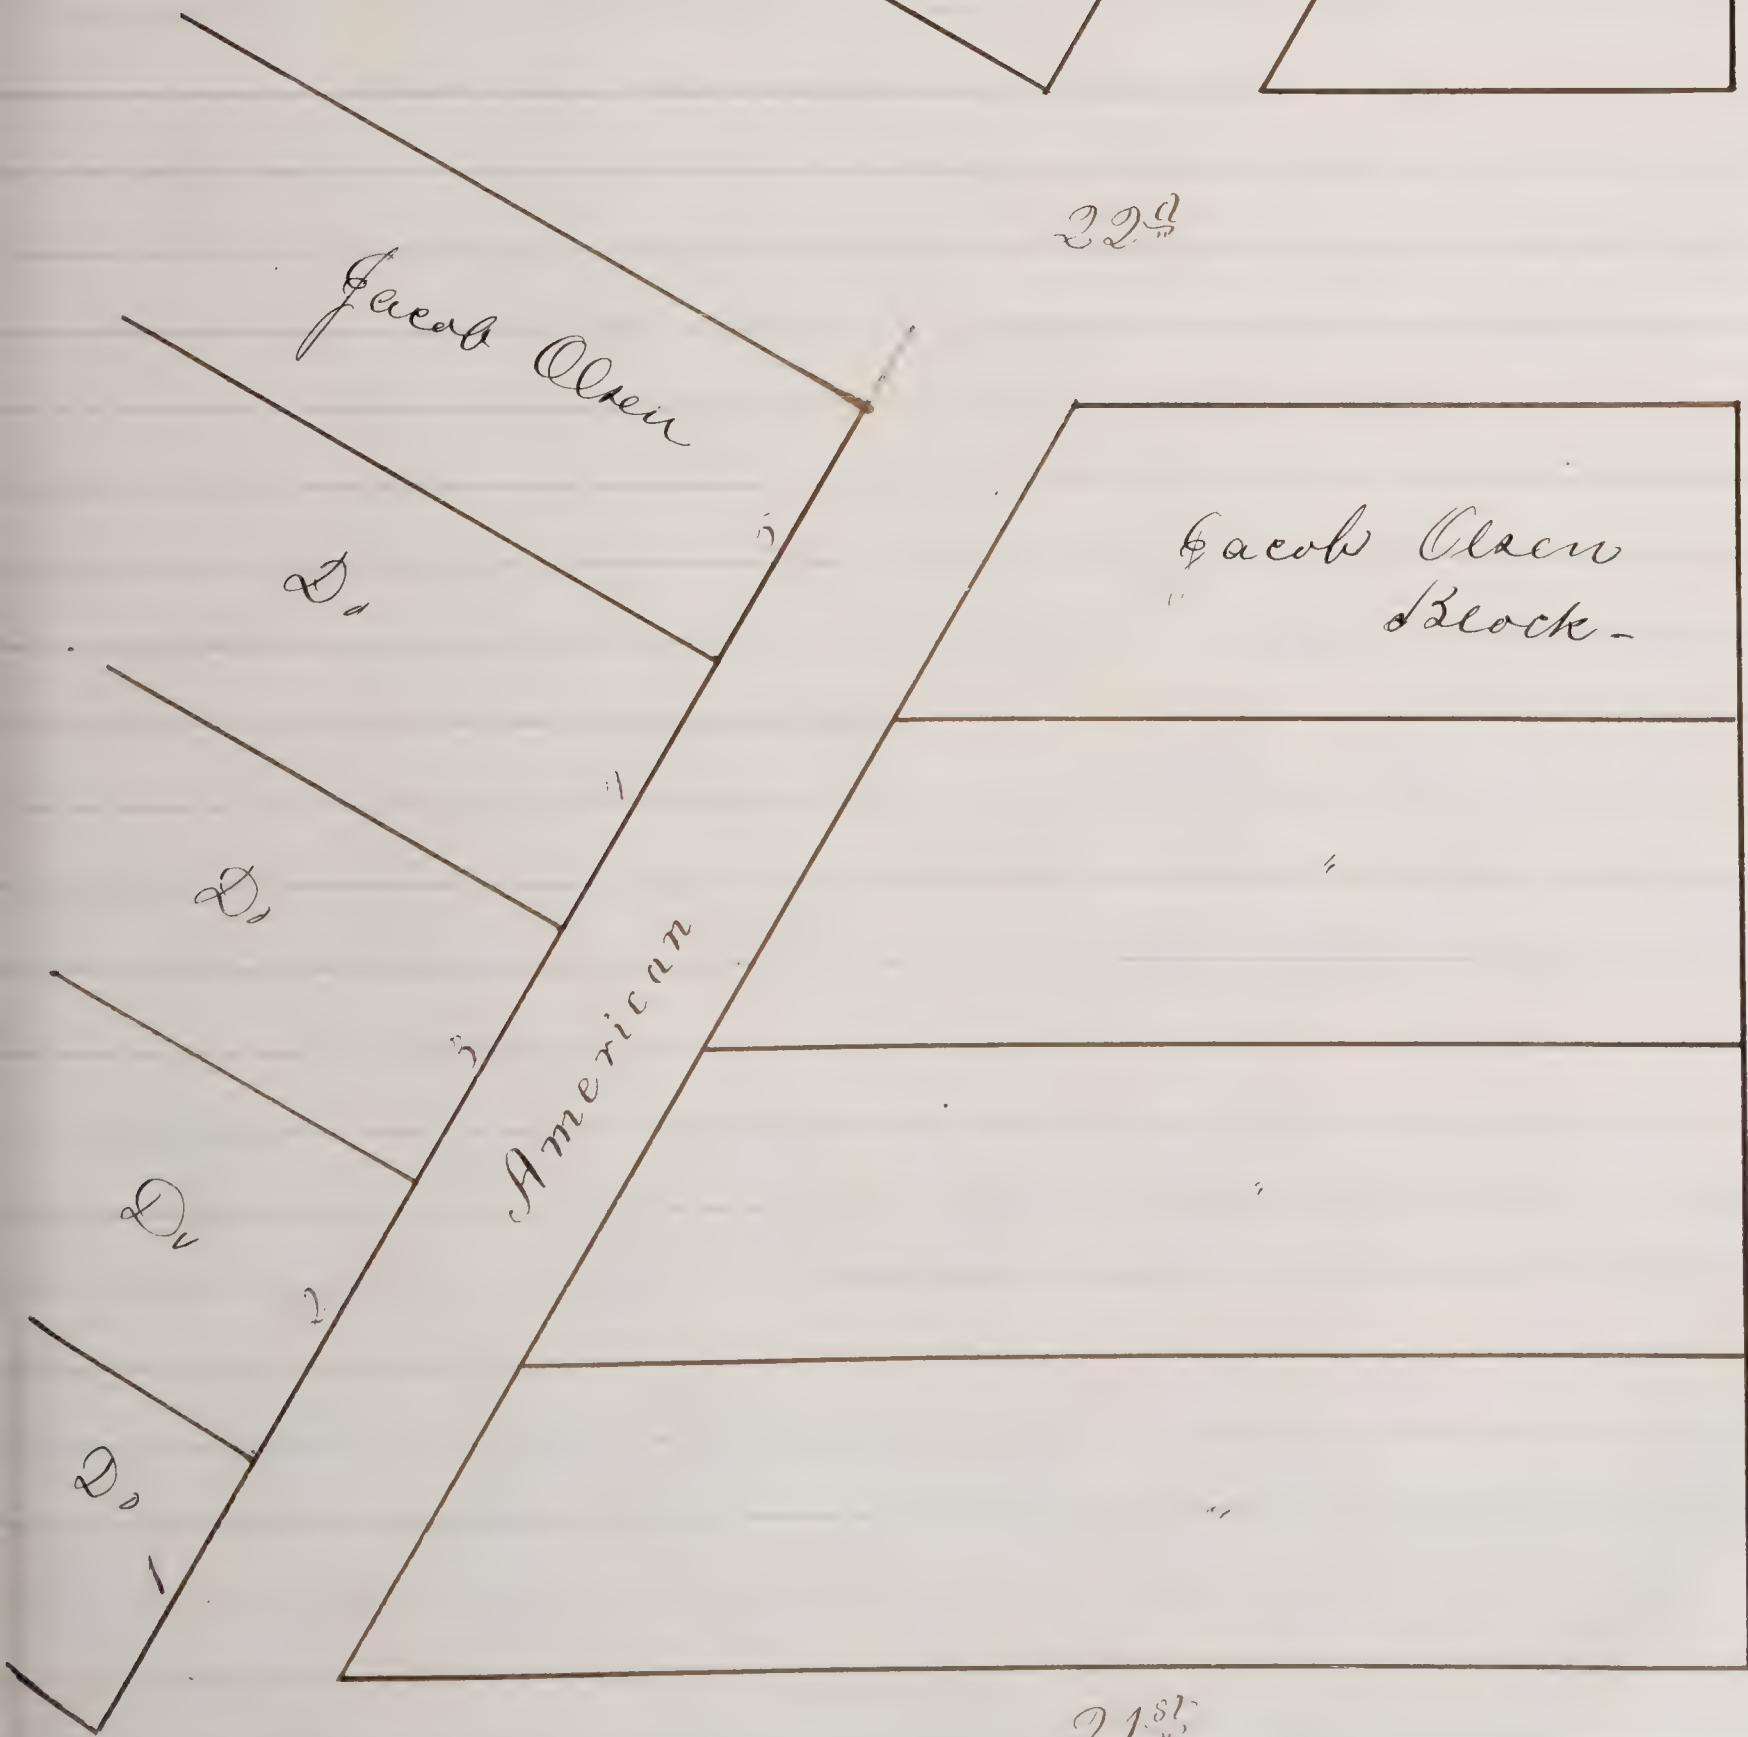 22d
Jacob Olsen
5
Jacob Olsen
Block -
Do
4
"
Do
3
American
"
Do
2
"
Do
1
21st